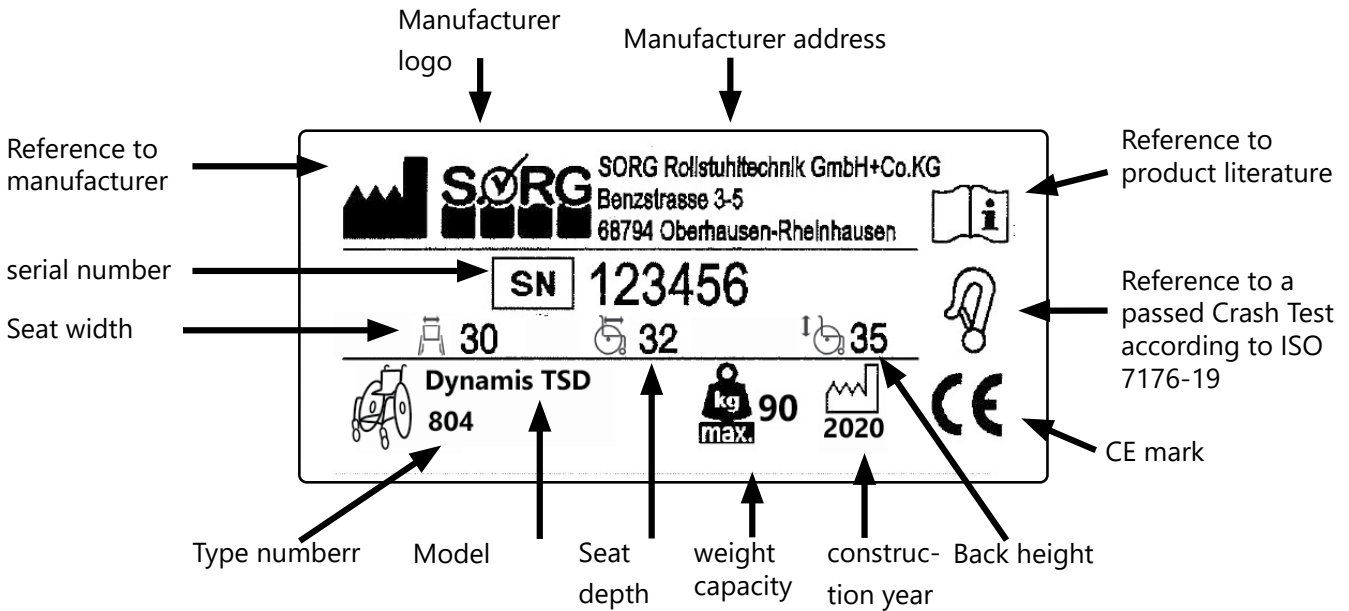 Manufacturer
logo
Manufacturer address
Reference to
manufacturer
Reference to
product literature
SORG
SORG Rollstuhltechnik GmbH+Co.KG
Benzstrasse 3-5
68794 Oberhausen-Rheinhausen
i
serial number
SN 123456
Reference to a
passed Crash Test
according to ISO
7176-19
Seat width
30 32 35
Dynamis TSD
804
kg
max.
90
2020
CE
CE mark
Type numberr
Model
Seat
depth
weight
capacity
construc-
tion year
Back height